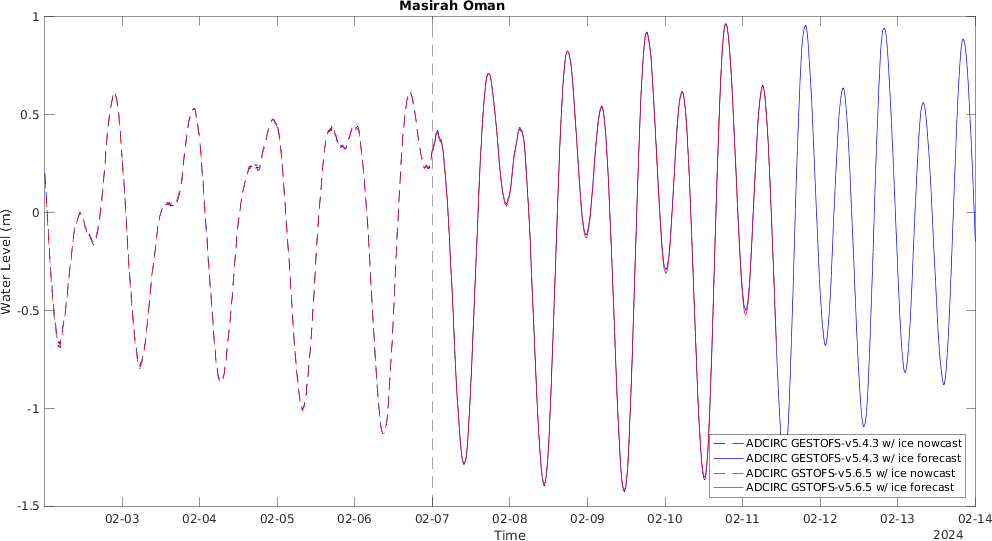 Masirah Oman
1
0.5
0
-0.5
-1
-1.5
Water Level (m)
02-03 02-04 02-05 02-06 02-07 02-08 02-09 02-10 02-11 02-12 02-13 02-14
Time
2024
ADCIRC GESTOFS-v5.4.3 w/ ice nowcast
ADCIRC GESTOFS-v5.4.3 w/ ice forecast
ADCIRC GSTOFS-v5.6.5 w/ ice nowcast
ADCIRC GSTOFS-v5.6.5 w/ ice forecast